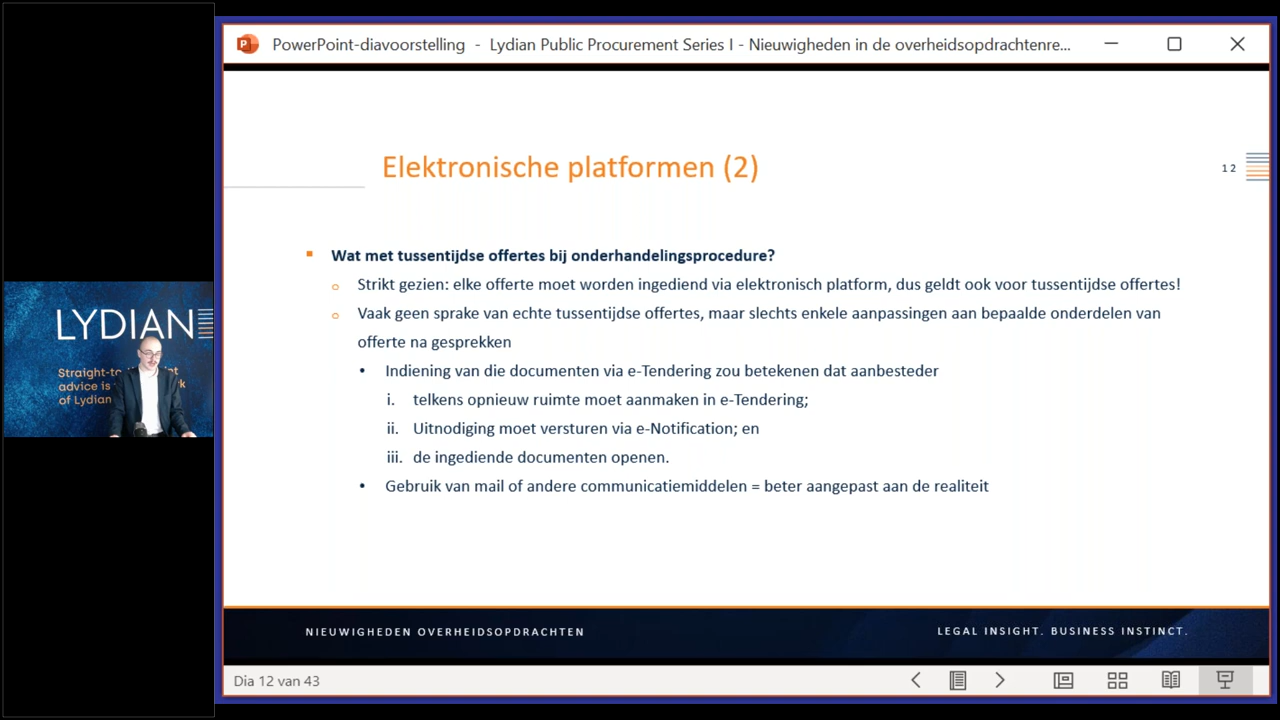 PowerPoint-diavoorstelling - Lydian Public Procurement Series I - Nieuwigheden in de overheidsopdrachtenre...
Elektronische platformen (2)
12
Wat met tussentijdse offertes bij onderhandelingsprocedure?
Strikt gezien: elke offerte moet worden ingediend via elektronisch platform, dus geldt ook voor tussentijdse offertes!
Vaak geen sprake van echte tussentijdse offertes, maar slechts enkele aanpassingen aan bepaalde onderdelen van
offerte na gesprekken
Indiening van die documenten via e-Tendering zou betekenen dat aanbesteder
i. telkens opnieuw ruimte moet aanmaken in e-Tendering;
ii. Uitnodiging moet versturen via e-Notification; en
iii. de ingediende documenten openen.
Gebruik van mail of andere communicatiemiddelen = beter aangepast aan de realiteit
NIEUWIGHEDEN OVERHEIDSOPDRACHTEN
LEGAL INSIGHT. BUSINESS INSTINCT.
Dia 12 van 43
LYDIAN
Straight-to
advice is
of Lydian